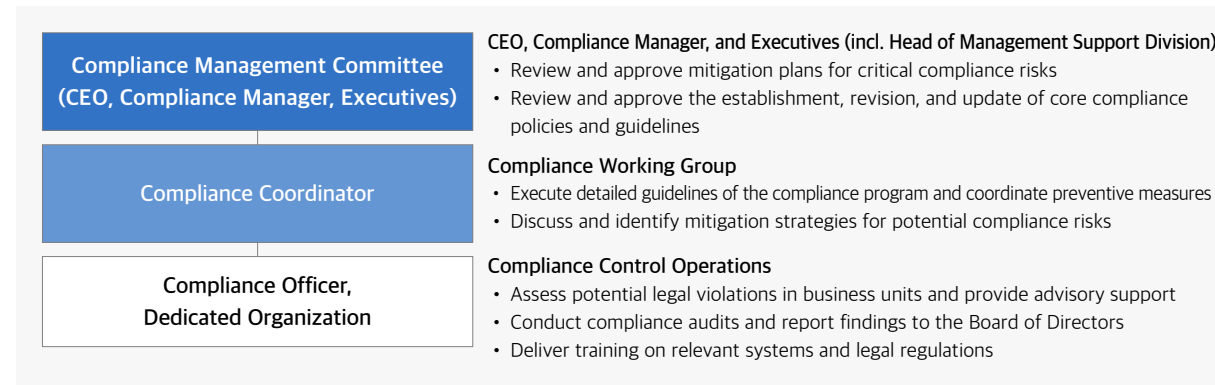 Compliance Management Committee
(CEO, Compliance Manager, Executives)
CEO, Compliance Manager, and Executives (incl. Head of Management Support Division)
• Review and approve mitigation plans for critical compliance risks
• Review and approve the establishment, revision, and update of core compliance
policies and guidelines
Compliance Coordinator
Compliance Working Group
• Execute detailed guidelines of the compliance program and coordinate preventive measures
• Discuss and identify mitigation strategies for potential compliance risks
Compliance Officer,
Dedicated Organization
Compliance Control Operations
• Assess potential legal violations in business units and provide advisory support
• Conduct compliance audits and report findings to the Board of Directors
• Deliver training on relevant systems and legal regulations